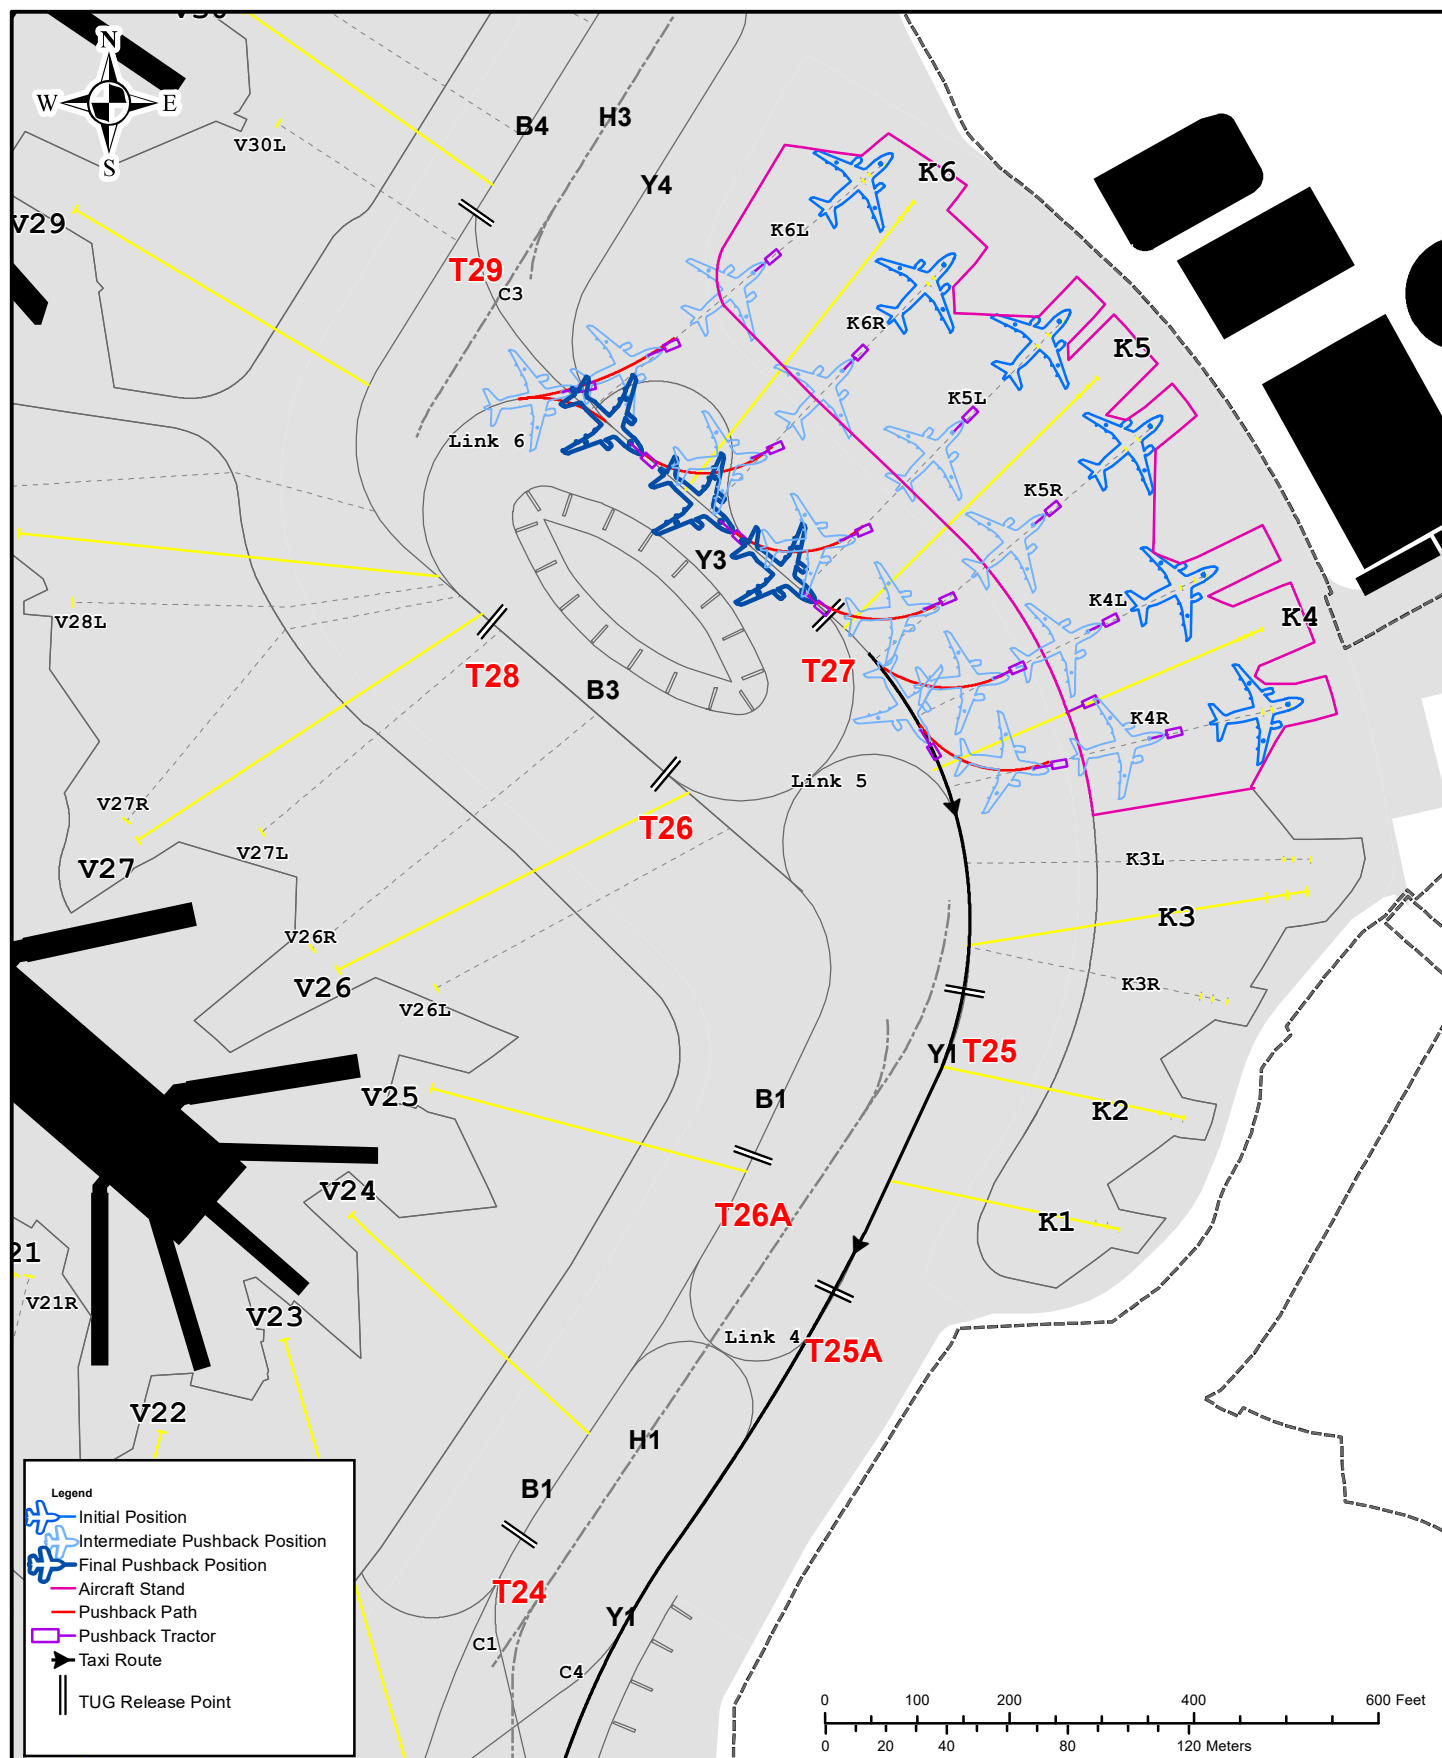 V30
N
W E
S
V30L
B4
H3
Y4
K6
K6L
V29
T29
C3
K6R
K5
K5L
Link 6
K5R
Y3
V28L
K4L
K4
T28
T27
B3
K4R
Link 5
V27R
T26
V27L
V27
K3L
K3
V26R
V26
K3R
V26L
Y1 T25
V25
B1
K2
V24
T26A
K1
21
V21R
V23
Link 4
T25A
V22
H1
B1
T24
Y1
C1
C4
Legend
Initial Position
Intermediate Pushback Position
Final Pushback Position
Aircraft Stand
Pushback Path
Pushback Tractor
Taxi Route
TUG Release Point
0 100 200 400 600 Feet
0 20 40 80 120 Meters